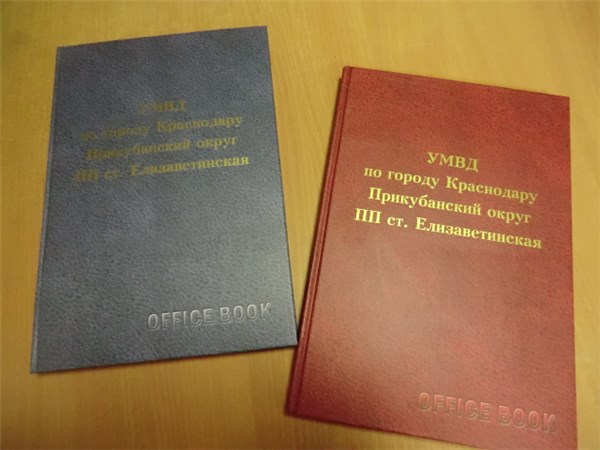 УМВД
по городу Краснодару
Прикубанский округ
ПП ст. Елизаветинская
OFFICE BOOK
УМВД
по городу Краснодару
Прикубанский округ
ПП ст. Елизаветинская
OFFICE BOOK